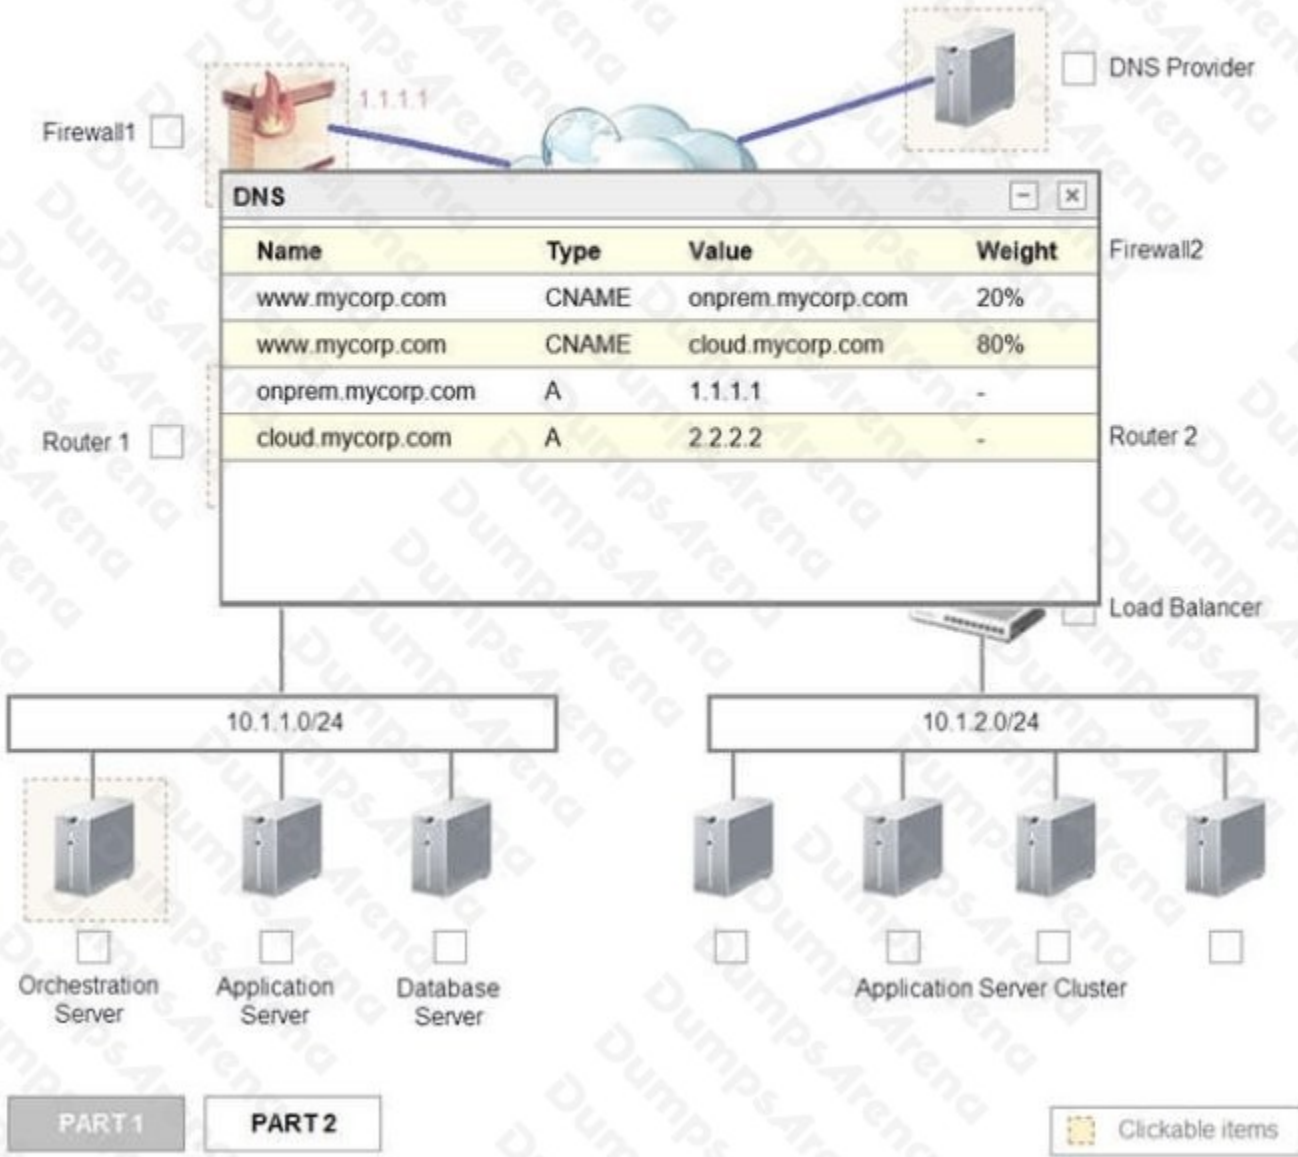 DNS Provider
1.1.1.1
Firewall1
DNS
Name Type Value Weight
Firewall2
www.mycorp.com CNAME onprem.mycorp.com 20%
www.mycorp.com CNAME cloud.mycorp.com 80%
onprem.mycorp.com A 1.1.1.1 -
cloud.mycorp.com A 2.2.2.2 -
Router 1
Router 2
Load Balancer
10.1.1.0/24
10.1.2.0/24
Orchestration
Server
Application
Server
Database
Server
Application Server Cluster
PART 1
PART 2
Clickable items
DumpsArena